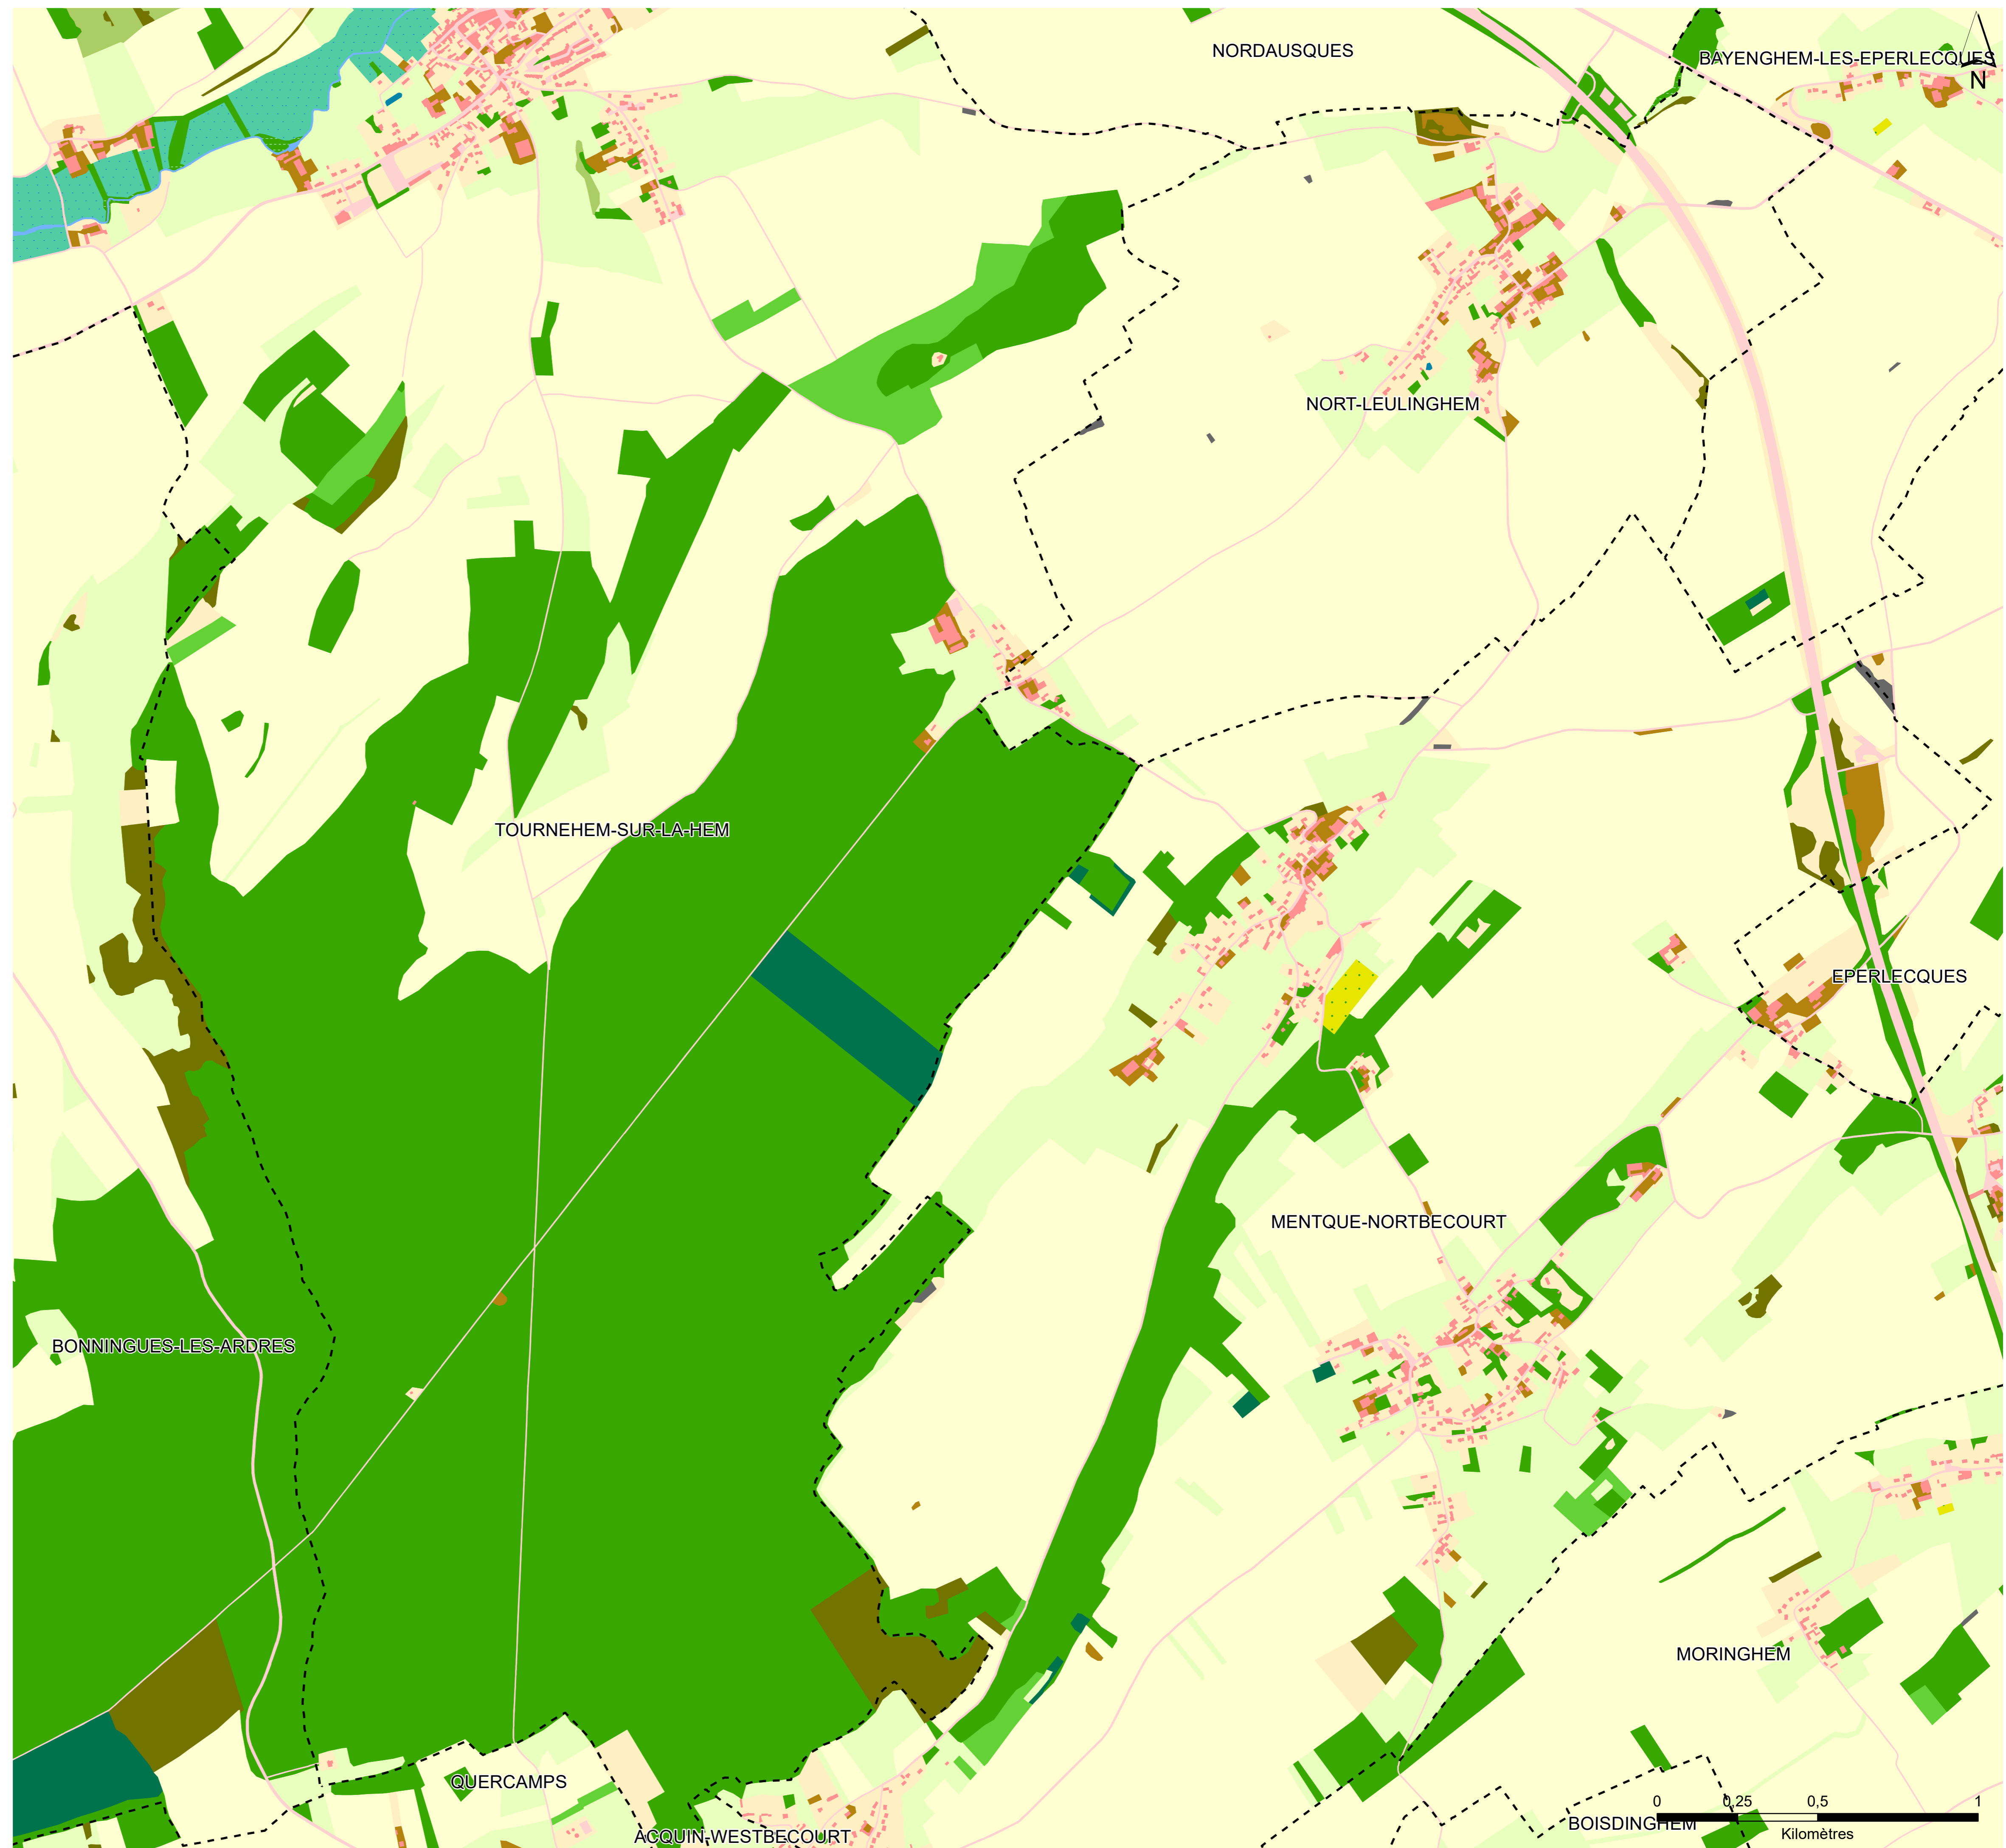 NORDAUSQUES
BAYENGHEM-LES-EPERLECQUES
N
NORT-LEULINGHEM
TOURNEHEM-SUR-LA-HEM
EPERLECQUES
MENTQUE-NORTBECOURT
BONNINGUES-LES-ARDRES
MORINGHEM
QUERCAMPS
0 0,25 0,5 1
BOISDINGHEM
Kilomètres
ACQUIN-WESTBECOURT